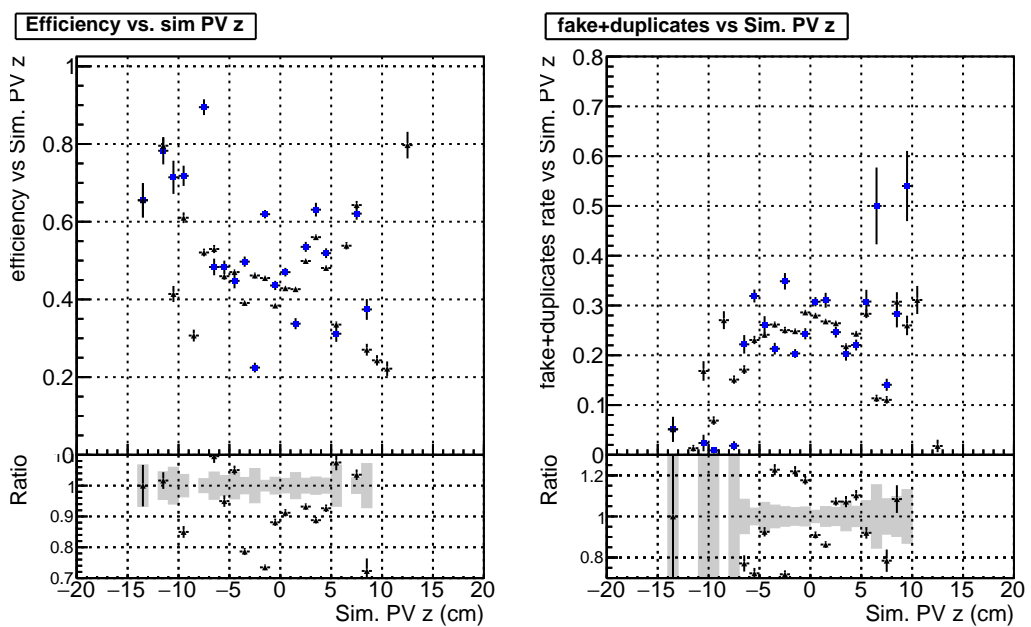 Efficiency vs. sim PV z
efficiency vs Sim. PV z
1
0.8
0.6
0.4
0.2
0
Ratio
1
0.9
0.8
0.7
−20 −15 −10 −5 0 5 10 15 20
Sim. PV z (cm)
fake+duplicates vs Sim. PV z
fake+duplicates rate vs Sim. PV z
0.8
0.7
0.6
0.5
0.4
0.3
0.2
0.1
0
Ratio
1.2
1
0.8
−20 −15 −10 −5 0 5 10 15 20
Sim. PV z (cm)